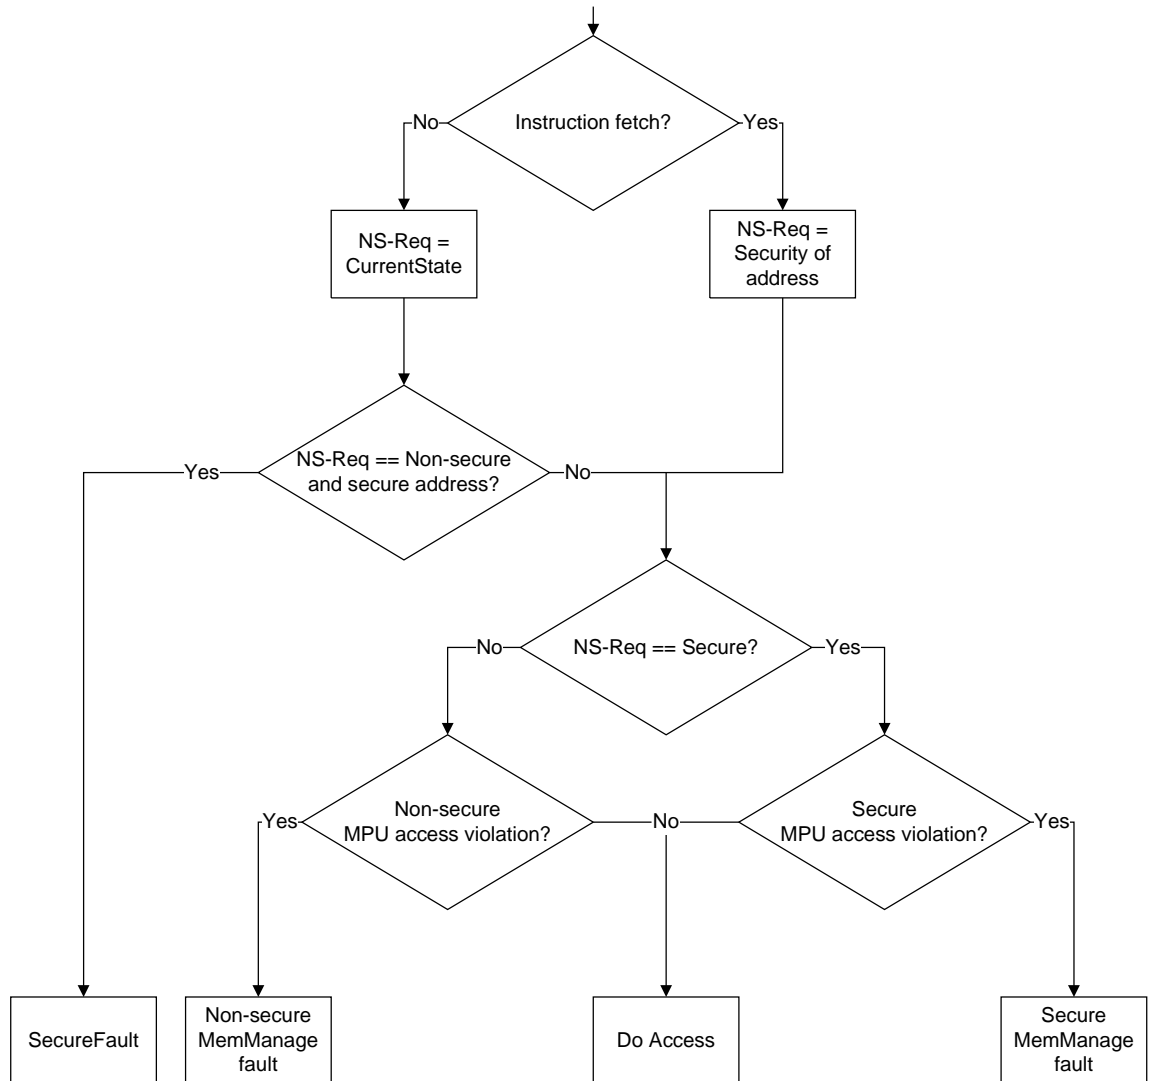 Instruction fetch?
No
Yes
NS-Req =
CurrentState
NS-Req =
Security of
address
NS-Req == Non-secure
and secure address?
Yes
No
NS-Req == Secure?
No
Yes
Non-secure
MPU access violation?
Yes
No
Secure
MPU access violation?
Yes
SecureFault
Non-secure
MemManage
fault
Do Access
Secure
MemManage
fault